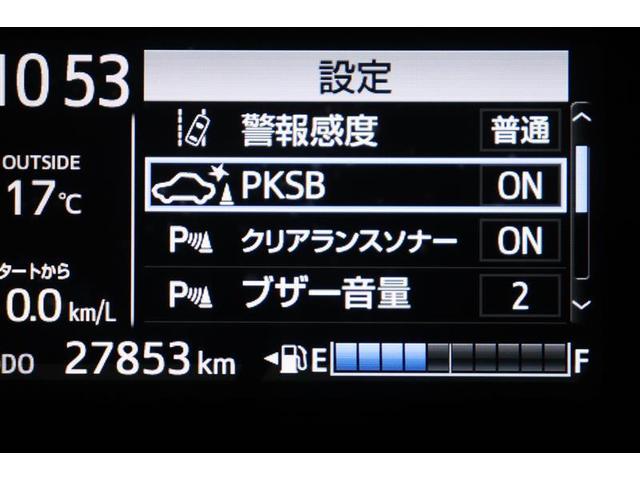 10 53
設定
警報感度 普通
OUTSIDE
17℃
PKSB ON
P クリアランスソナー ON
タートから
0.0 km/L
P ブザー音量 2
ODO 27853 km
E F